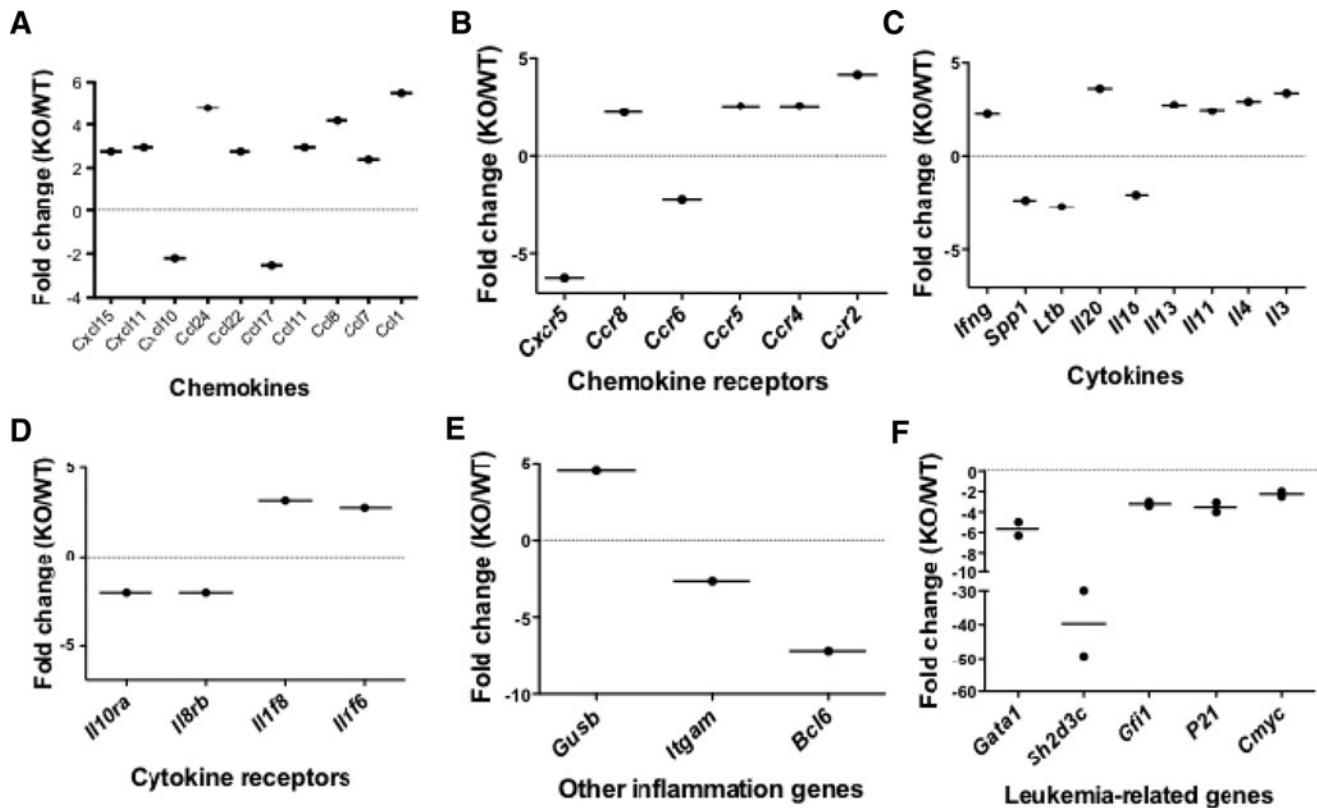 A
Fold change (KO/WT)
6
4
2
0
-2
-4
Cxcl15
Cxcl11
Cxcl10
Ccl24
Ccl22
Ccl17
Ccl11
Ccl8
Ccl7
Ccl1
Chemokines
B
Fold change (KO/WT)
5
0
-5
Cxcr5
Ccr8
Ccr6
Ccr5
Ccr4
Ccr2
Chemokine receptors
C
Fold change (KO/WT)
5
0
-5
Ifng
Spp1
Ltb
Il20
Il13
Il11
Il4
Il3
Cytokines
D
Fold change (KO/WT)
5
0
-5
Il10ra
Il8rb
Il1f8
Il1f6
Cytokine receptors
E
Fold change (KO/WT)
5
0
-5
-10
Gusb
Itgam
Bcl6
Other inflammation genes
F
Fold change (KO/WT)
0
-2
-4
-6
-8
-10
-30
-40
-50
-60
Gata1
Sh2d3c
Gfi1
P21
Cmyc
Leukemia-related genes